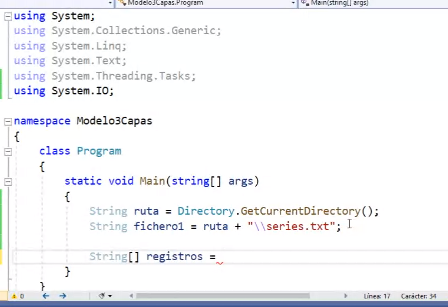 Modelo3Capas.Program
Main(string[] args)
using System;
using System.Collections.Generic;
using System.Linq;
using System.Text;
using System.Threading.Tasks;
using System.IO;
namespace Modelo3Capas
{
class Program
{
static void Main(string[] args)
{
String ruta = Directory.GetCurrentDirectory();
String fichero1 = ruta + "\\series.txt";
String[] registros =
}
}
0
Línea: 17
Carácter: 34